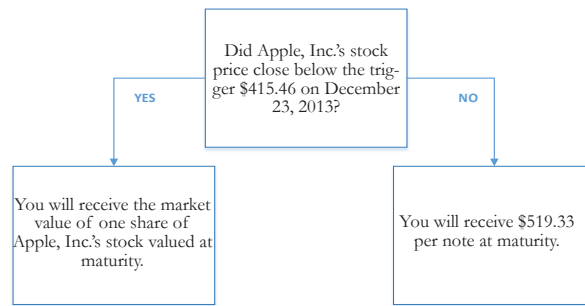 Did Apple, Inc.'s stock
price close below the trig-
ger $415.46 on December
23, 2013?
YES
NO
You will receive the market
value of one share of
Apple, Inc.'s stock valued at
maturity.
You will receive $519.33
per note at maturity.